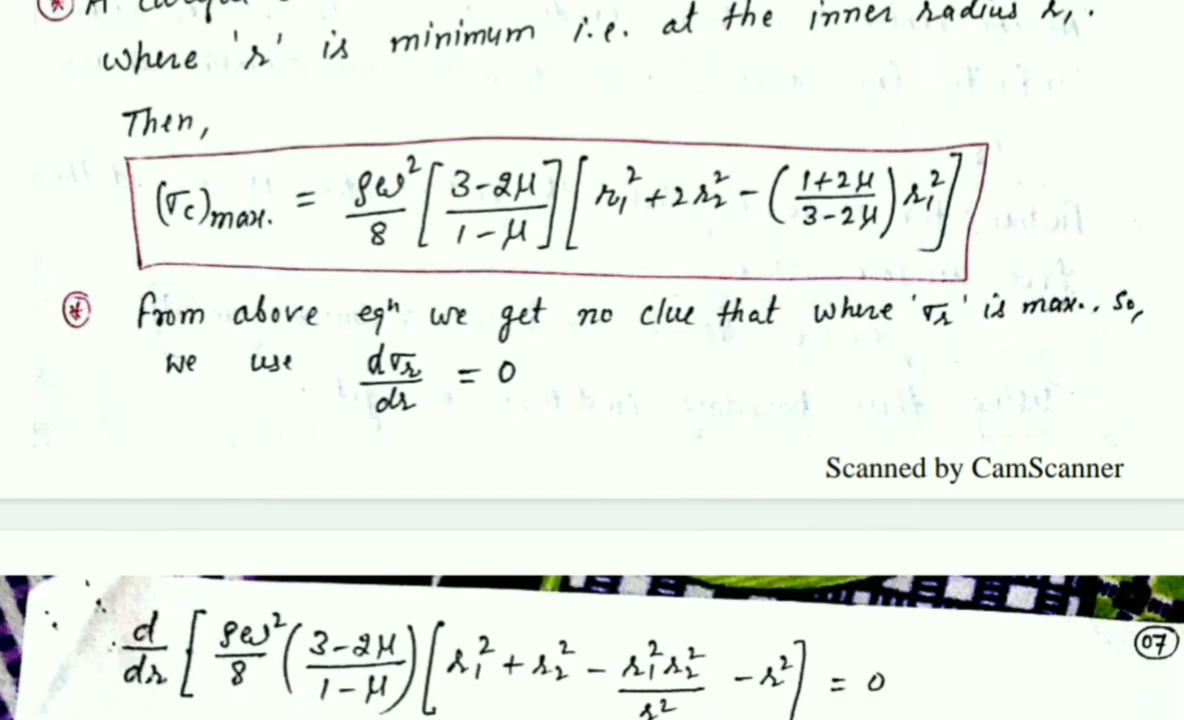 where 'r' is minimum i.e. at the inner radius r₁.
Then,
(σc)max. = ρω²/8 [3-2μ/1-μ] [r₁² + 2r₂² - (1+2μ/3-2μ) r₁²]
⊛ from above eqⁿ we get no clue that where 'σr' is max.. So,
we use dσr/dr = 0
Scanned by CamScanner
07
∴ d/dr [ρω²/8 (3-2μ/1-μ) [r₁² + r₂² - r₁²r₂²/r² - r²] = 0